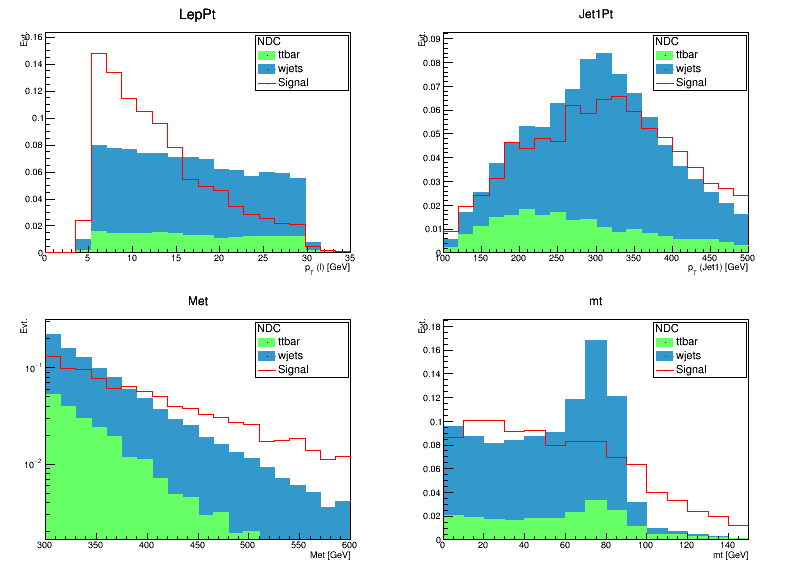 LepPt
Evt.
0.16
0.14
0.12
0.1
0.08
0.06
0.04
0.02
0
NDC
ttbar
wjets
Signal
0 5 10 15 20 25 30 35
p_T (l) [GeV]
Jet1Pt
Evt.
0.09
0.08
0.07
0.06
0.05
0.04
0.03
0.02
0.01
0
NDC
ttbar
wjets
Signal
100 150 200 250 300 350 400 450 500
p_T (Jet1) [GeV]
Met
Evt.
10⁻¹
10⁻²
NDC
ttbar
wjets
Signal
300 350 400 450 500 550 600
Met [GeV]
mt
Evt.
0.18
0.16
0.14
0.12
0.1
0.08
0.06
0.04
0.02
0
NDC
ttbar
wjets
Signal
0 20 40 60 80 100 120 140
mt [GeV]